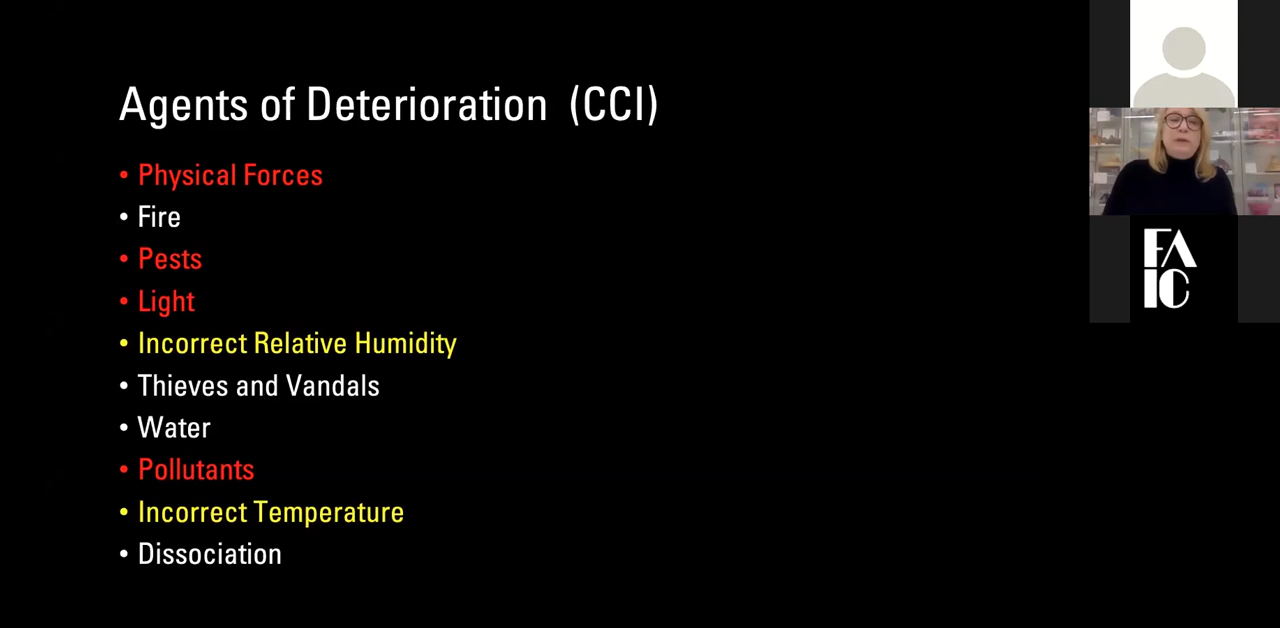 Agents of Deterioration (CCI)
• Physical Forces
• Fire
• Pests
• Light
• Incorrect Relative Humidity
• Thieves and Vandals
• Water
• Pollutants
• Incorrect Temperature
• Dissociation
FA
IC